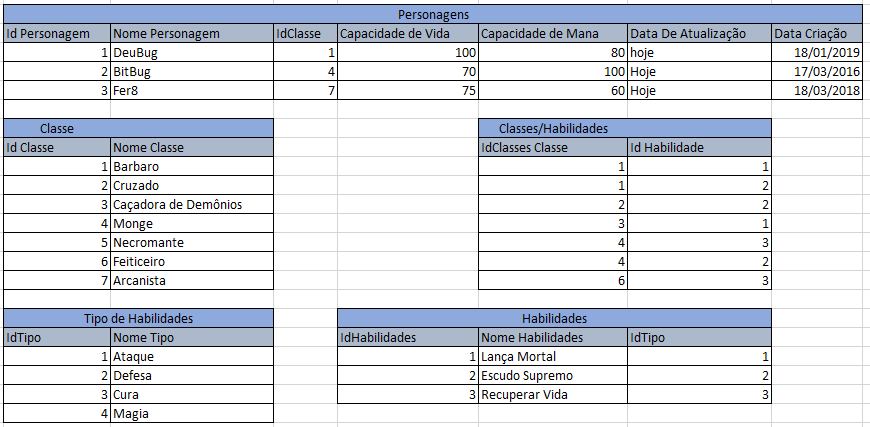 Personagens
Id Personagem Nome Personagem IdClasse Capacidade de Vida Capacidade de Mana Data De Atualização Data Criação
1 DeuBug 1 100 80 hoje 18/01/2019
2 BitBug 4 70 100 Hoje 17/03/2016
3 Fer8 7 75 60 Hoje 18/03/2018
Classe Classes/Habilidades
Id Classe Nome Classe IdClasses Classe Id Habilidade
1 Barbaro 1 1
2 Cruzado 1 2
3 Caçadora de Demônios 2 2
4 Monge 3 1
5 Necromante 4 3
6 Feiticeiro 4 2
7 Arcanista 6 3
Tipo de Habilidades Habilidades
IdTipo Nome Tipo IdHabilidades Nome Habilidades IdTipo
1 Ataque 1 Lança Mortal 1
2 Defesa 2 Escudo Supremo 2
3 Cura 3 Recuperar Vida 3
4 Magia